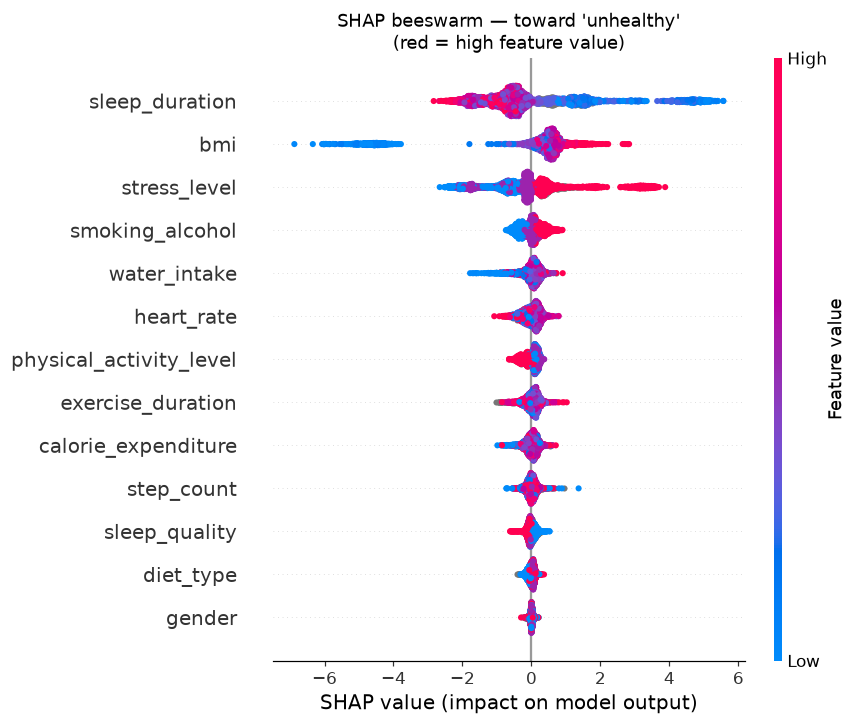 SHAP beeswarm — toward 'unhealthy'
(red = high feature value)
High
sleep_duration
bmi
stress_level
smoking_alcohol
water_intake
heart_rate
physical_activity_level
exercise_duration
calorie_expenditure
step_count
sleep_quality
diet_type
gender
Feature value
Low
−6 −4 −2 0 2 4 6
SHAP value (impact on model output)